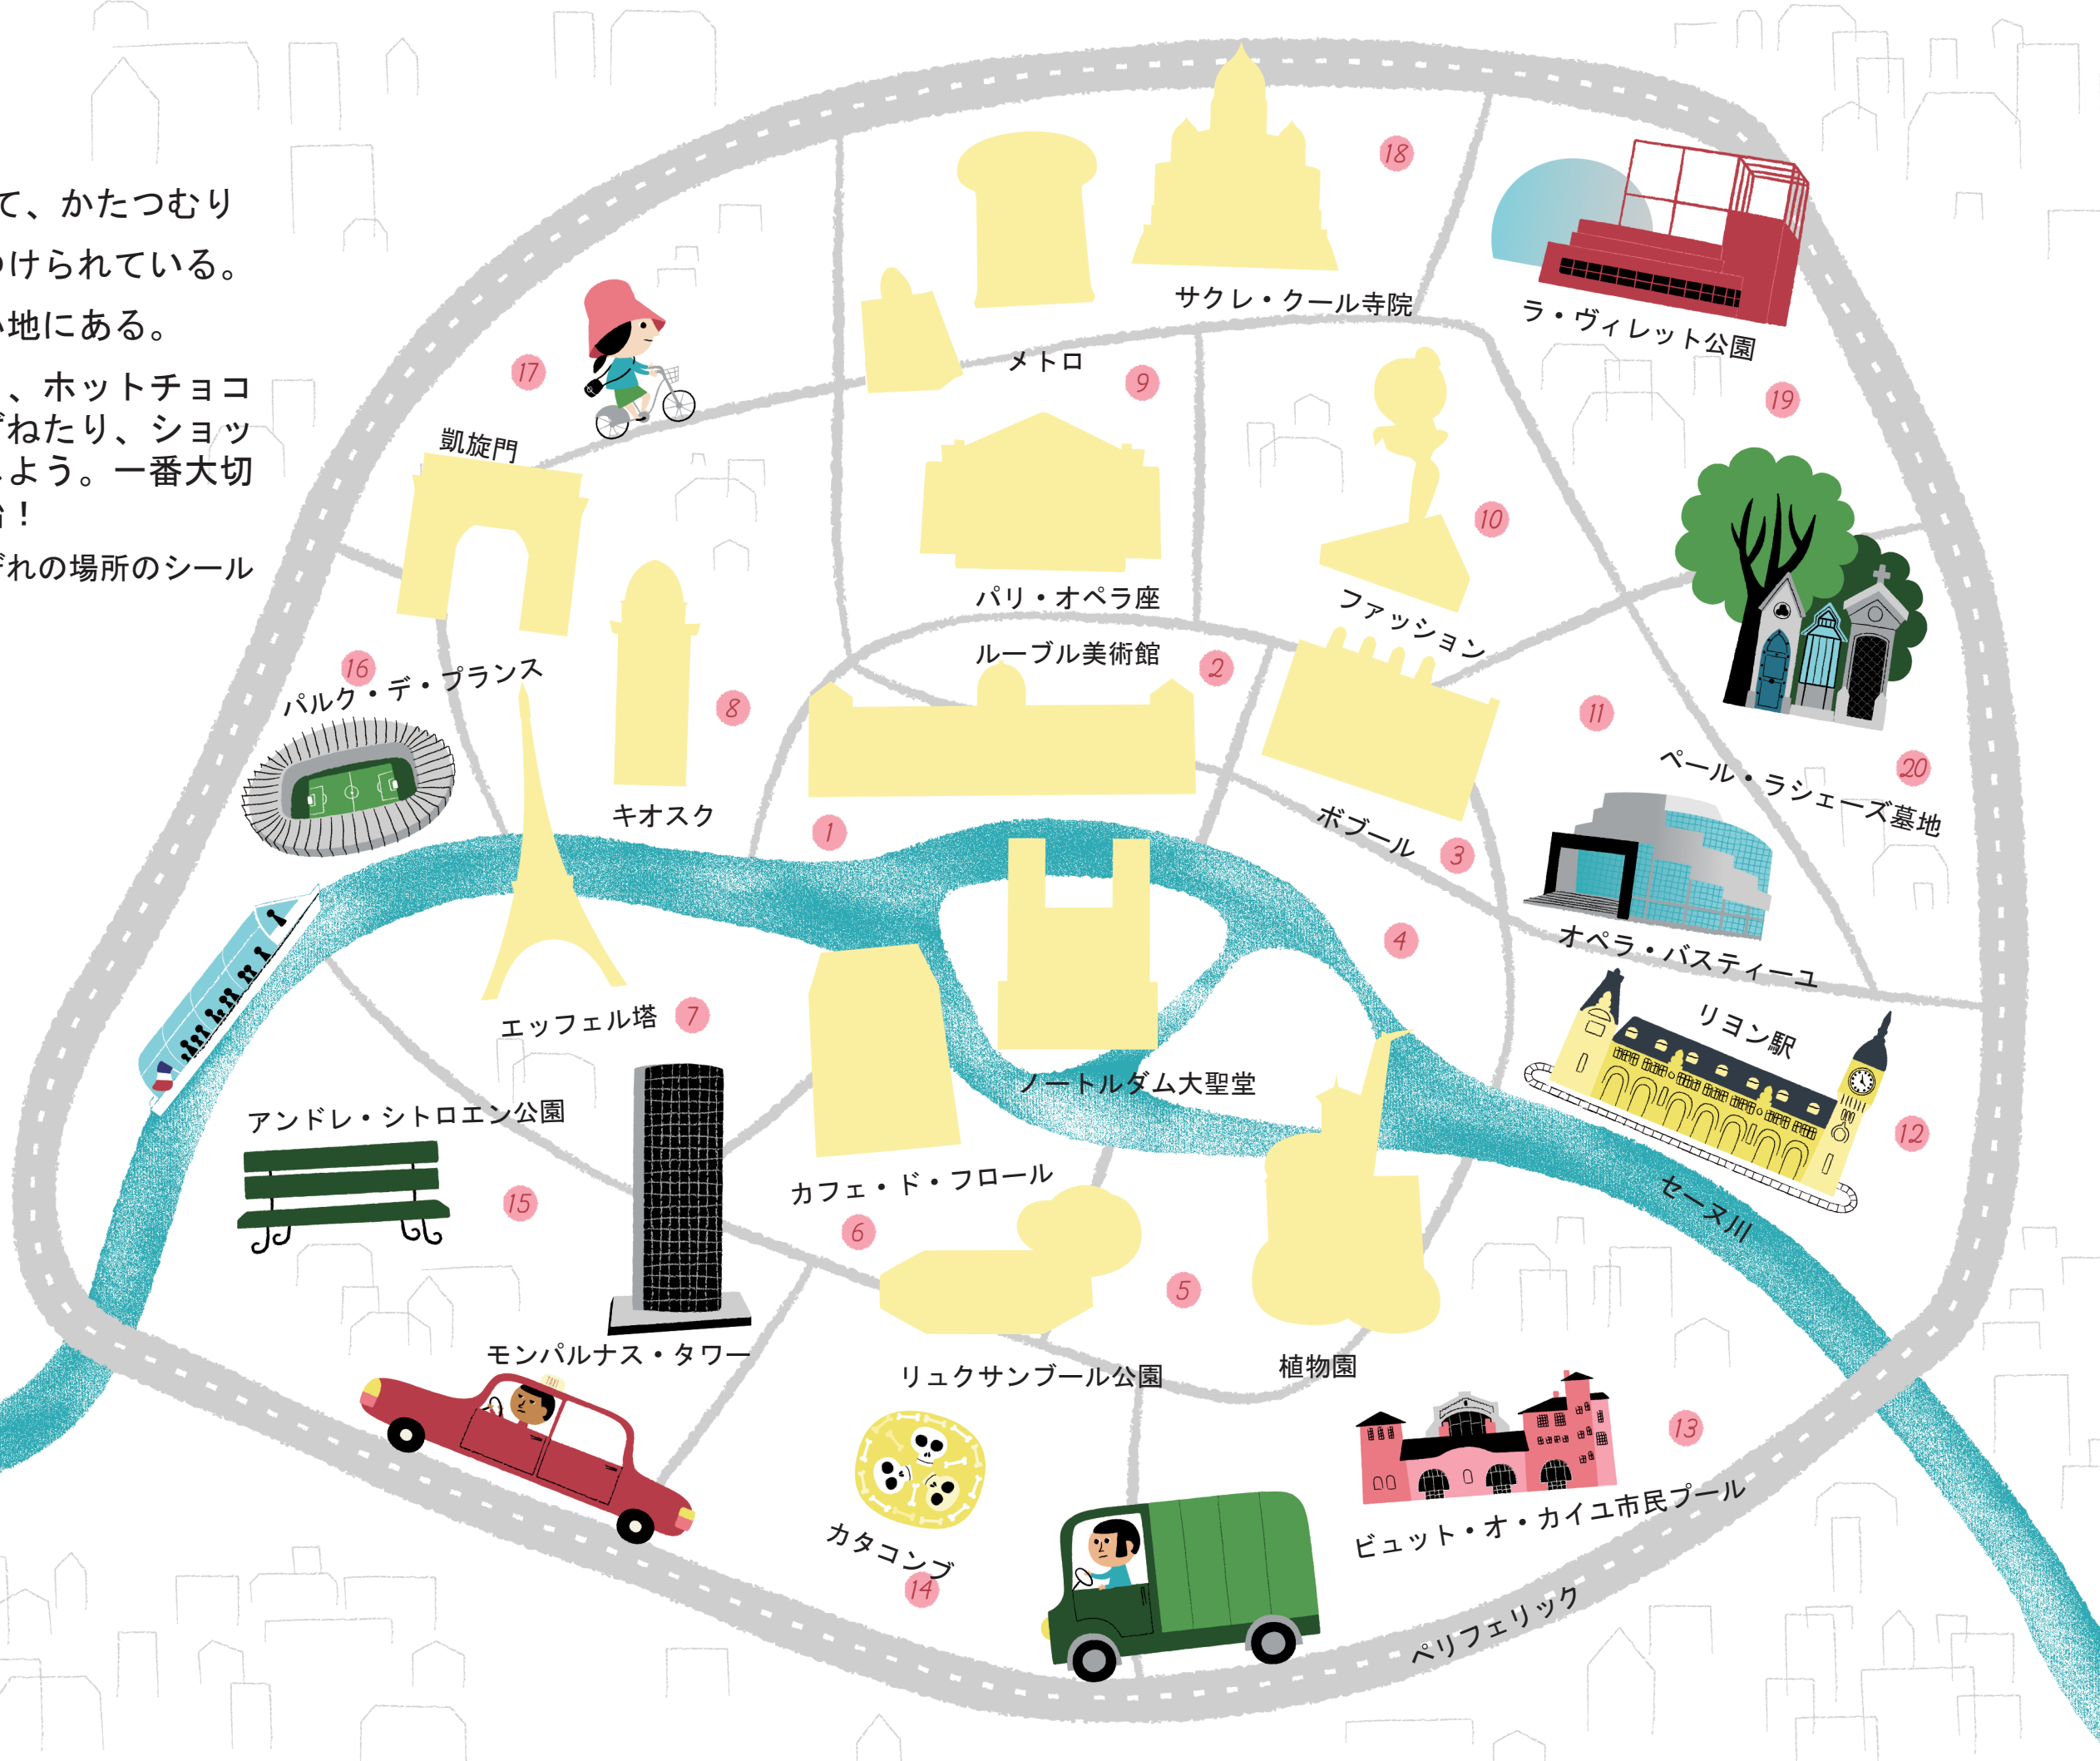 て、かたつむり
つけられている。
い地にある。
、ホットチョコ
ずねたり、ショッ
しよう。一番大切
台！
ずれの場所のシール
18
サクレ・クール寺院
ラ・ヴィレット公園
メトロ
17
9
19
凱旋門
10
パリ・オペラ座
ファッション
ルーブル美術館
2
16
パルク・デ・プランス
8
11
ペール・ラシェーズ墓地
20
キオスク
1
ボブール
3
4
オペラ・バスティーユ
エッフェル塔
7
リヨン駅
ノートルダム大聖堂
アンドレ・シトロエン公園
12
15
カフェ・ド・フロール
セーヌ川
6
5
モンパルナス・タワー
リュクサンブール公園
植物園
TAXI
13
ビュット・オ・カイユ市民プール
カタコンブ
14
ペリフェリック